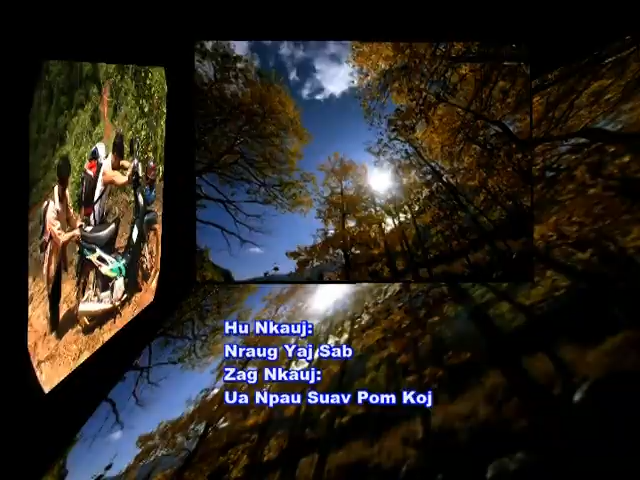 Hu Nkauj:
Nraug Yaj Sab
Zag Nkauj:
Ua Npau Suav Pom Koj